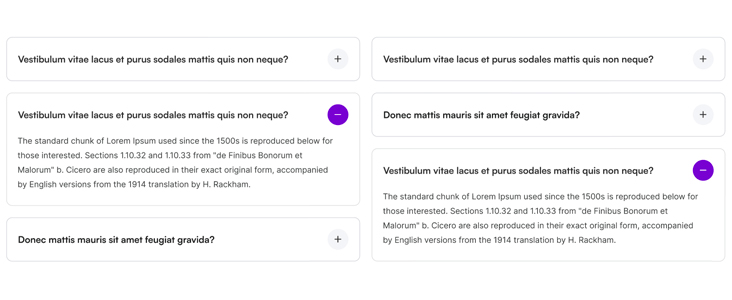 Vestibulum vitae lacus et purus sodales mattis quis non neque?
Vestibulum vitae lacus et purus sodales mattis quis non neque?
The standard chunk of Lorem Ipsum used since the 1500s is reproduced below for
those interested. Sections 1.10.32 and 1.10.33 from "de Finibus Bonorum et
Malorum" b. Cicero are also reproduced in their exact original form, accompanied
by English versions from the 1914 translation by H. Rackham.
Donec mattis mauris sit amet feugiat gravida?
Vestibulum vitae lacus et purus sodales mattis quis non neque?
Donec mattis mauris sit amet feugiat gravida?
Vestibulum vitae lacus et purus sodales mattis quis non neque?
The standard chunk of Lorem Ipsum used since the 1500s is reproduced below for
those interested. Sections 1.10.32 and 1.10.33 from "de Finibus Bonorum et
Malorum" b. Cicero are also reproduced in their exact original form, accompanied
by English versions from the 1914 translation by H. Rackham.